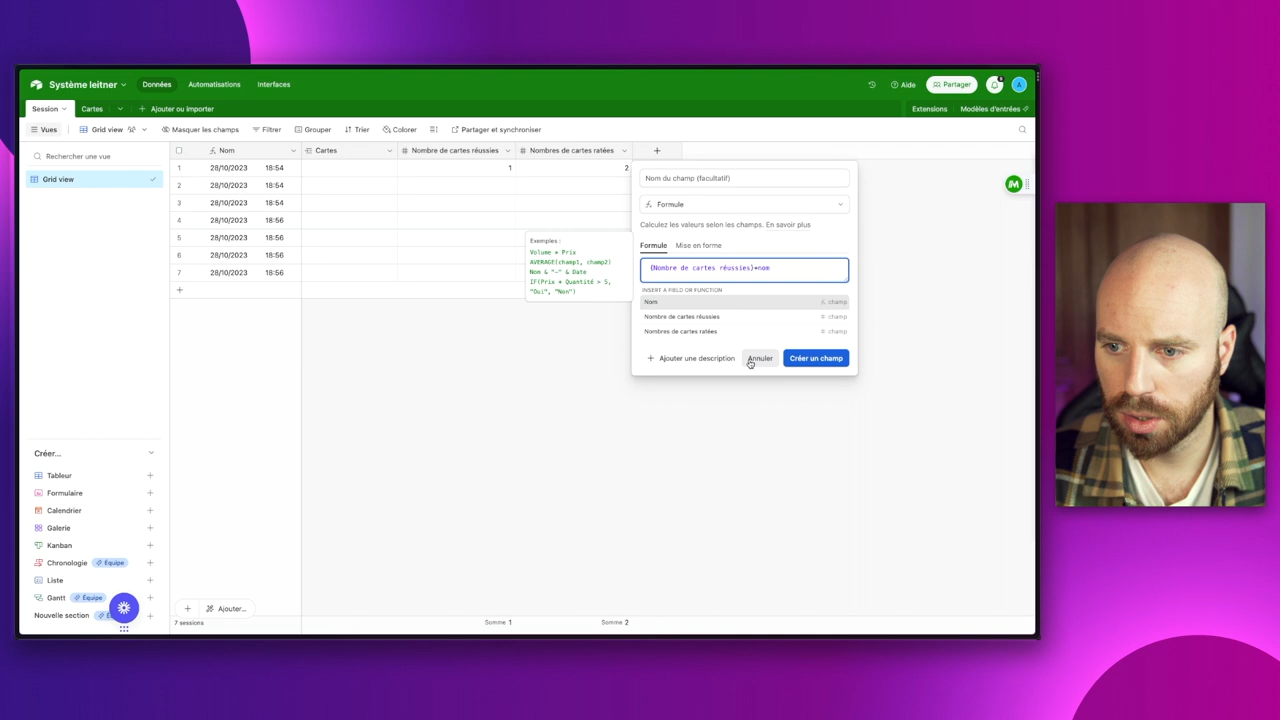 Système leitner
Données
Automatisations
Interfaces
Aide
Partager
A
Session
Cartes
Ajouter ou importer
Extensions
Modèles d'entrées
Vues
Grid view
Masquer les champs
Filtrer
Grouper
Trier
Colorer
Partager et synchroniser
Rechercher une vue
Grid view
Nom
Cartes
Nombre de cartes réussies
Nombres de cartes ratées
1 28/10/2023 18:54 1 2
2 28/10/2023 18:54
3 28/10/2023 18:54
4 28/10/2023 18:56
5 28/10/2023 18:56
6 28/10/2023 18:56
7 28/10/2023 18:56
Exemples :
Volume * Prix
AVERAGE(champ1, champ2)
Nom & "-" & Date
IF(Prix * Quantité > 5,
"Oui", "Non")
Nom du champ (facultatif)
Formule
Calculez les valeurs selon les champs. En savoir plus
Formule
Mise en forme
{Nombre de cartes réussies}+nom
INSERT A FIELD OR FUNCTION
Nom champ
Nombre de cartes réussies champ
Nombres de cartes ratées champ
Ajouter une description
Annuler
Créer un champ
Créer...
Tableur
Formulaire
Calendrier
Galerie
Kanban
Chronologie Équipe
Liste
Gantt Équipe
Nouvelle section
Ajouter...
7 sessions
Somme 1
Somme 2